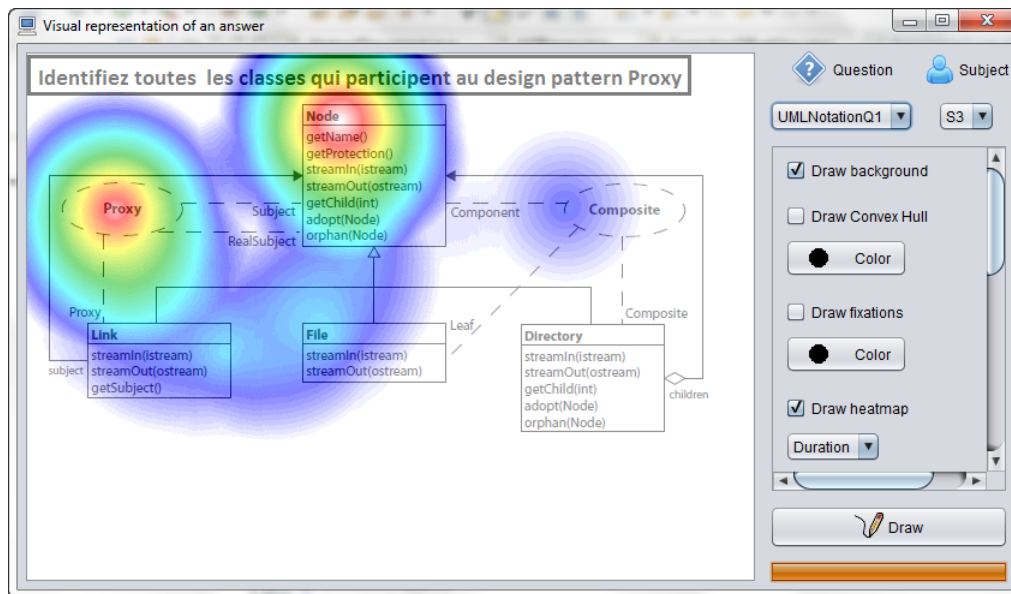 Visual representation of an answer
Identifiez toutes les classes qui participent au design pattern Proxy
Node
getName()
getProtection()
streamIn(istream)
streamOut(ostream)
getChild(int)
adopt(Node)
orphan(Node)
Proxy
Subject
RealSubject
Component
Composite
Proxy
Leaf
Composite
Link
streamIn(istream)
streamOut(ostream)
getSubject()
subject
File
streamIn(istream)
streamOut(ostream)
Directory
streamIn(istream)
streamOut(ostream)
getChild(int)
adopt(Node)
orphan(Node)
children
Question
Subject
UMLNotationQ1
S3
Draw background
Draw Convex Hull
Color
Draw fixations
Color
Draw heatmap
Duration
Draw